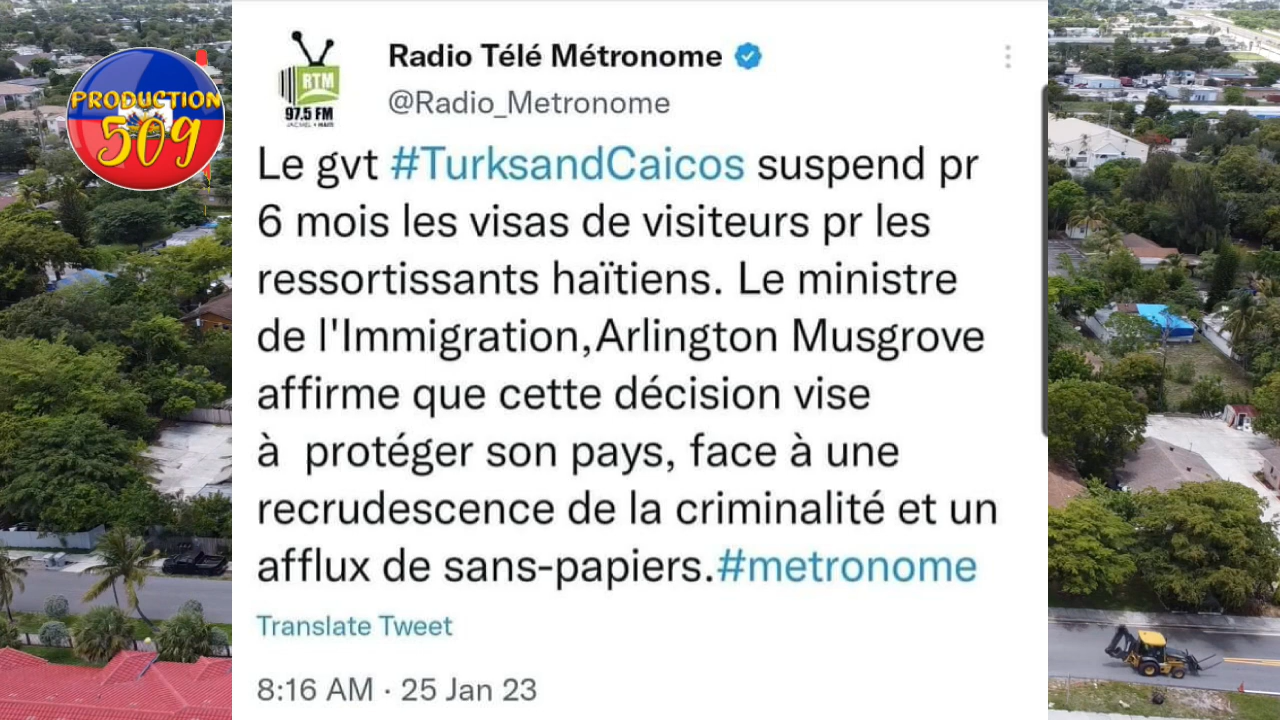 PRODUCTION
509
RTM
97.5 FM
JACMEL • HAITI
Radio Télé Métronome
@Radio_Metronome
Le gvt #TurksandCaicos suspend pr
6 mois les visas de visiteurs pr les
ressortissants haïtiens. Le ministre
de l'Immigration,Arlington Musgrove
affirme que cette décision vise
à  protéger son pays, face à une
recrudescence de la criminalité et un
afflux de sans-papiers.#metronome
Translate Tweet
8:16 AM · 25 Jan 23